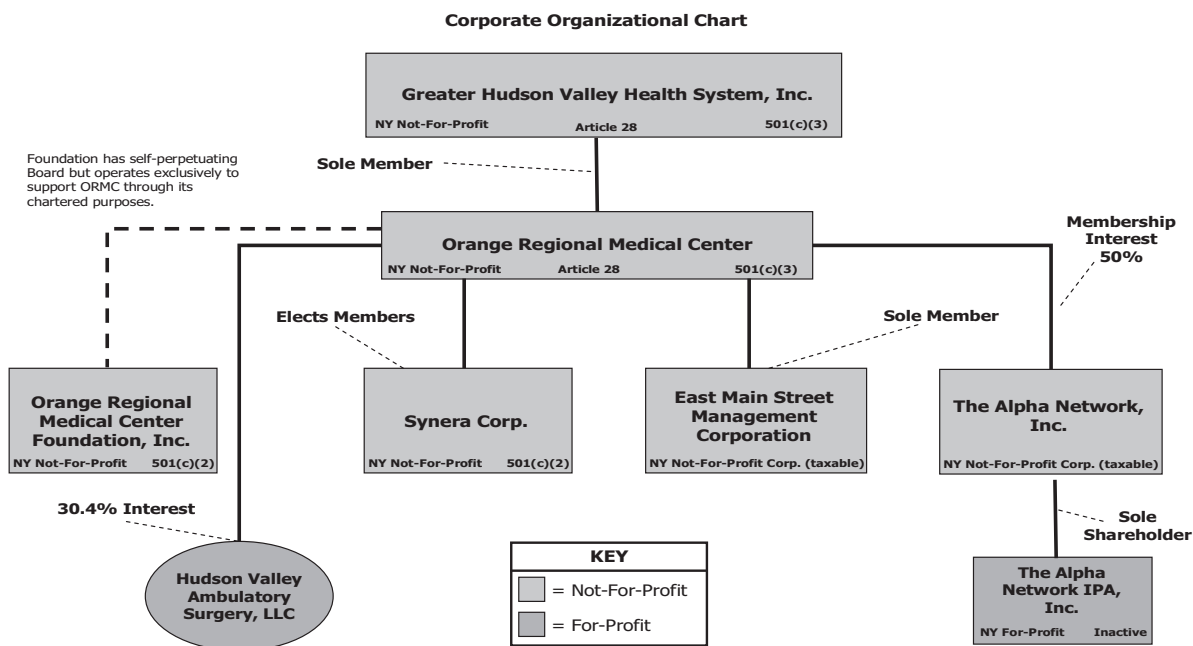 Corporate Organizational Chart
Greater Hudson Valley Health System, Inc.
NY Not-For-Profit Article 28 501(c)(3)
Sole Member
Foundation has self-perpetuating
Board but operates exclusively to
support ORMC through its
chartered purposes.
Orange Regional Medical Center
NY Not-For-Profit Article 28 501(c)(3)
Membership
Interest
50%
Elects Members
Sole Member
Orange Regional
Medical Center
Foundation, Inc.
NY Not-For-Profit 501(c)(2)
Synera Corp.
NY Not-For-Profit 501(c)(2)
East Main Street
Management
Corporation
NY Not-For-Profit Corp. (taxable)
The Alpha Network,
Inc.
NY Not-For-Profit Corp. (taxable)
30.4% Interest
Hudson Valley
Ambulatory
Surgery, LLC
KEY
= Not-For-Profit
= For-Profit
Sole
Shareholder
The Alpha
Network IPA,
Inc.
NY For-Profit Inactive